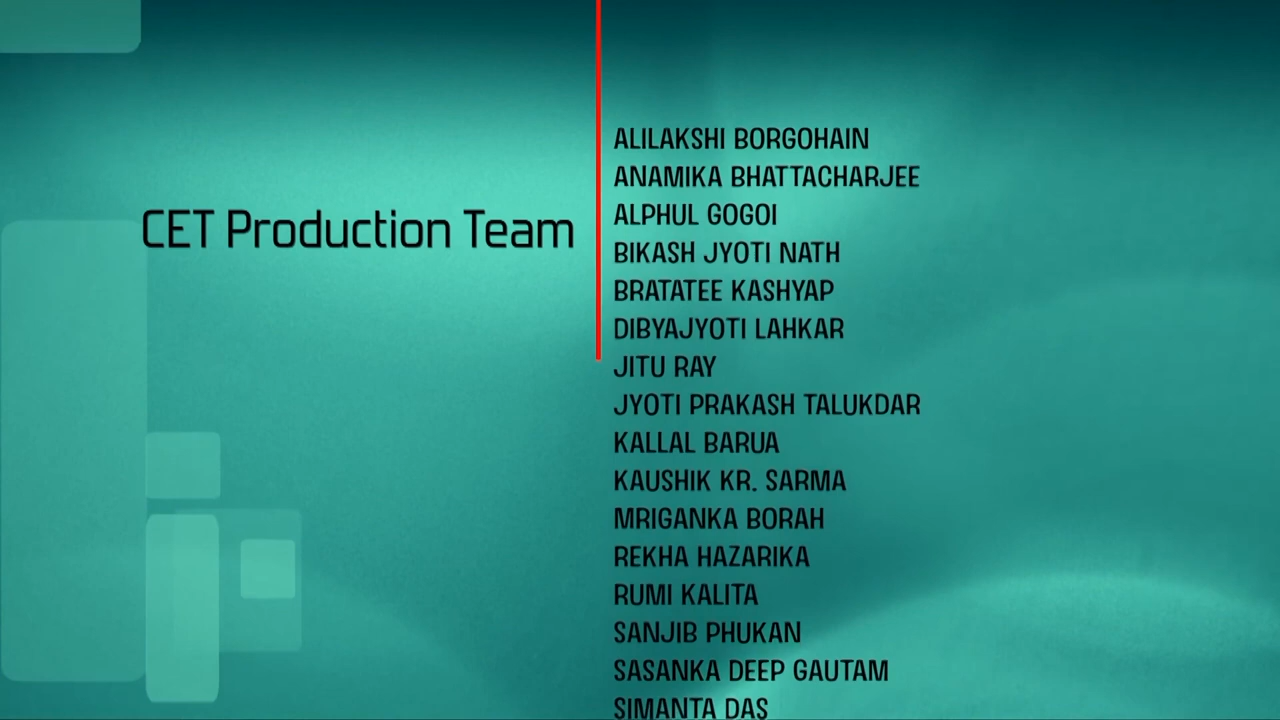 CET Production Team
ALILAKSHI BORGOHAIN
ANAMIKA BHATTACHARJEE
ALPHUL GOGOI
BIKASH JYOTI NATH
BRATATEE KASHYAP
DIBYAJYOTI LAHKAR
JITU RAY
JYOTI PRAKASH TALUKDAR
KALLAL BARUA
KAUSHIK KR. SARMA
MRIGANKA BORAH
REKHA HAZARIKA
RUMI KALITA
SANJIB PHUKAN
SASANKA DEEP GAUTAM
SIMANTA DAS